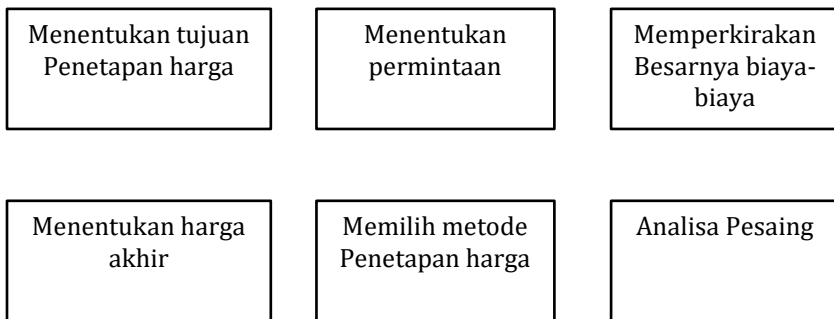 Menentukan tujuan
Penetapan harga
Menentukan
permintaan
Memperkirakan
Besarnya biaya-
biaya
Menentukan harga
akhir
Memilih metode
Penetapan harga
Analisa Pesaing